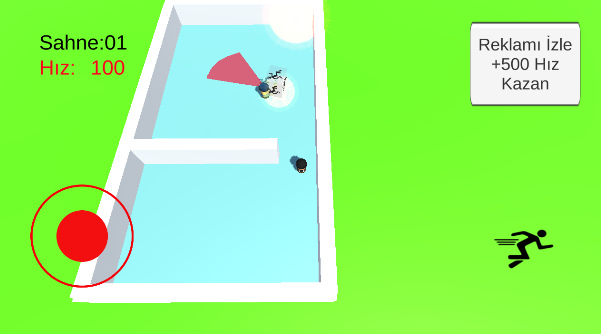 Sahne:01
Hız: 100
Reklamı İzle
+500 Hız
Kazan